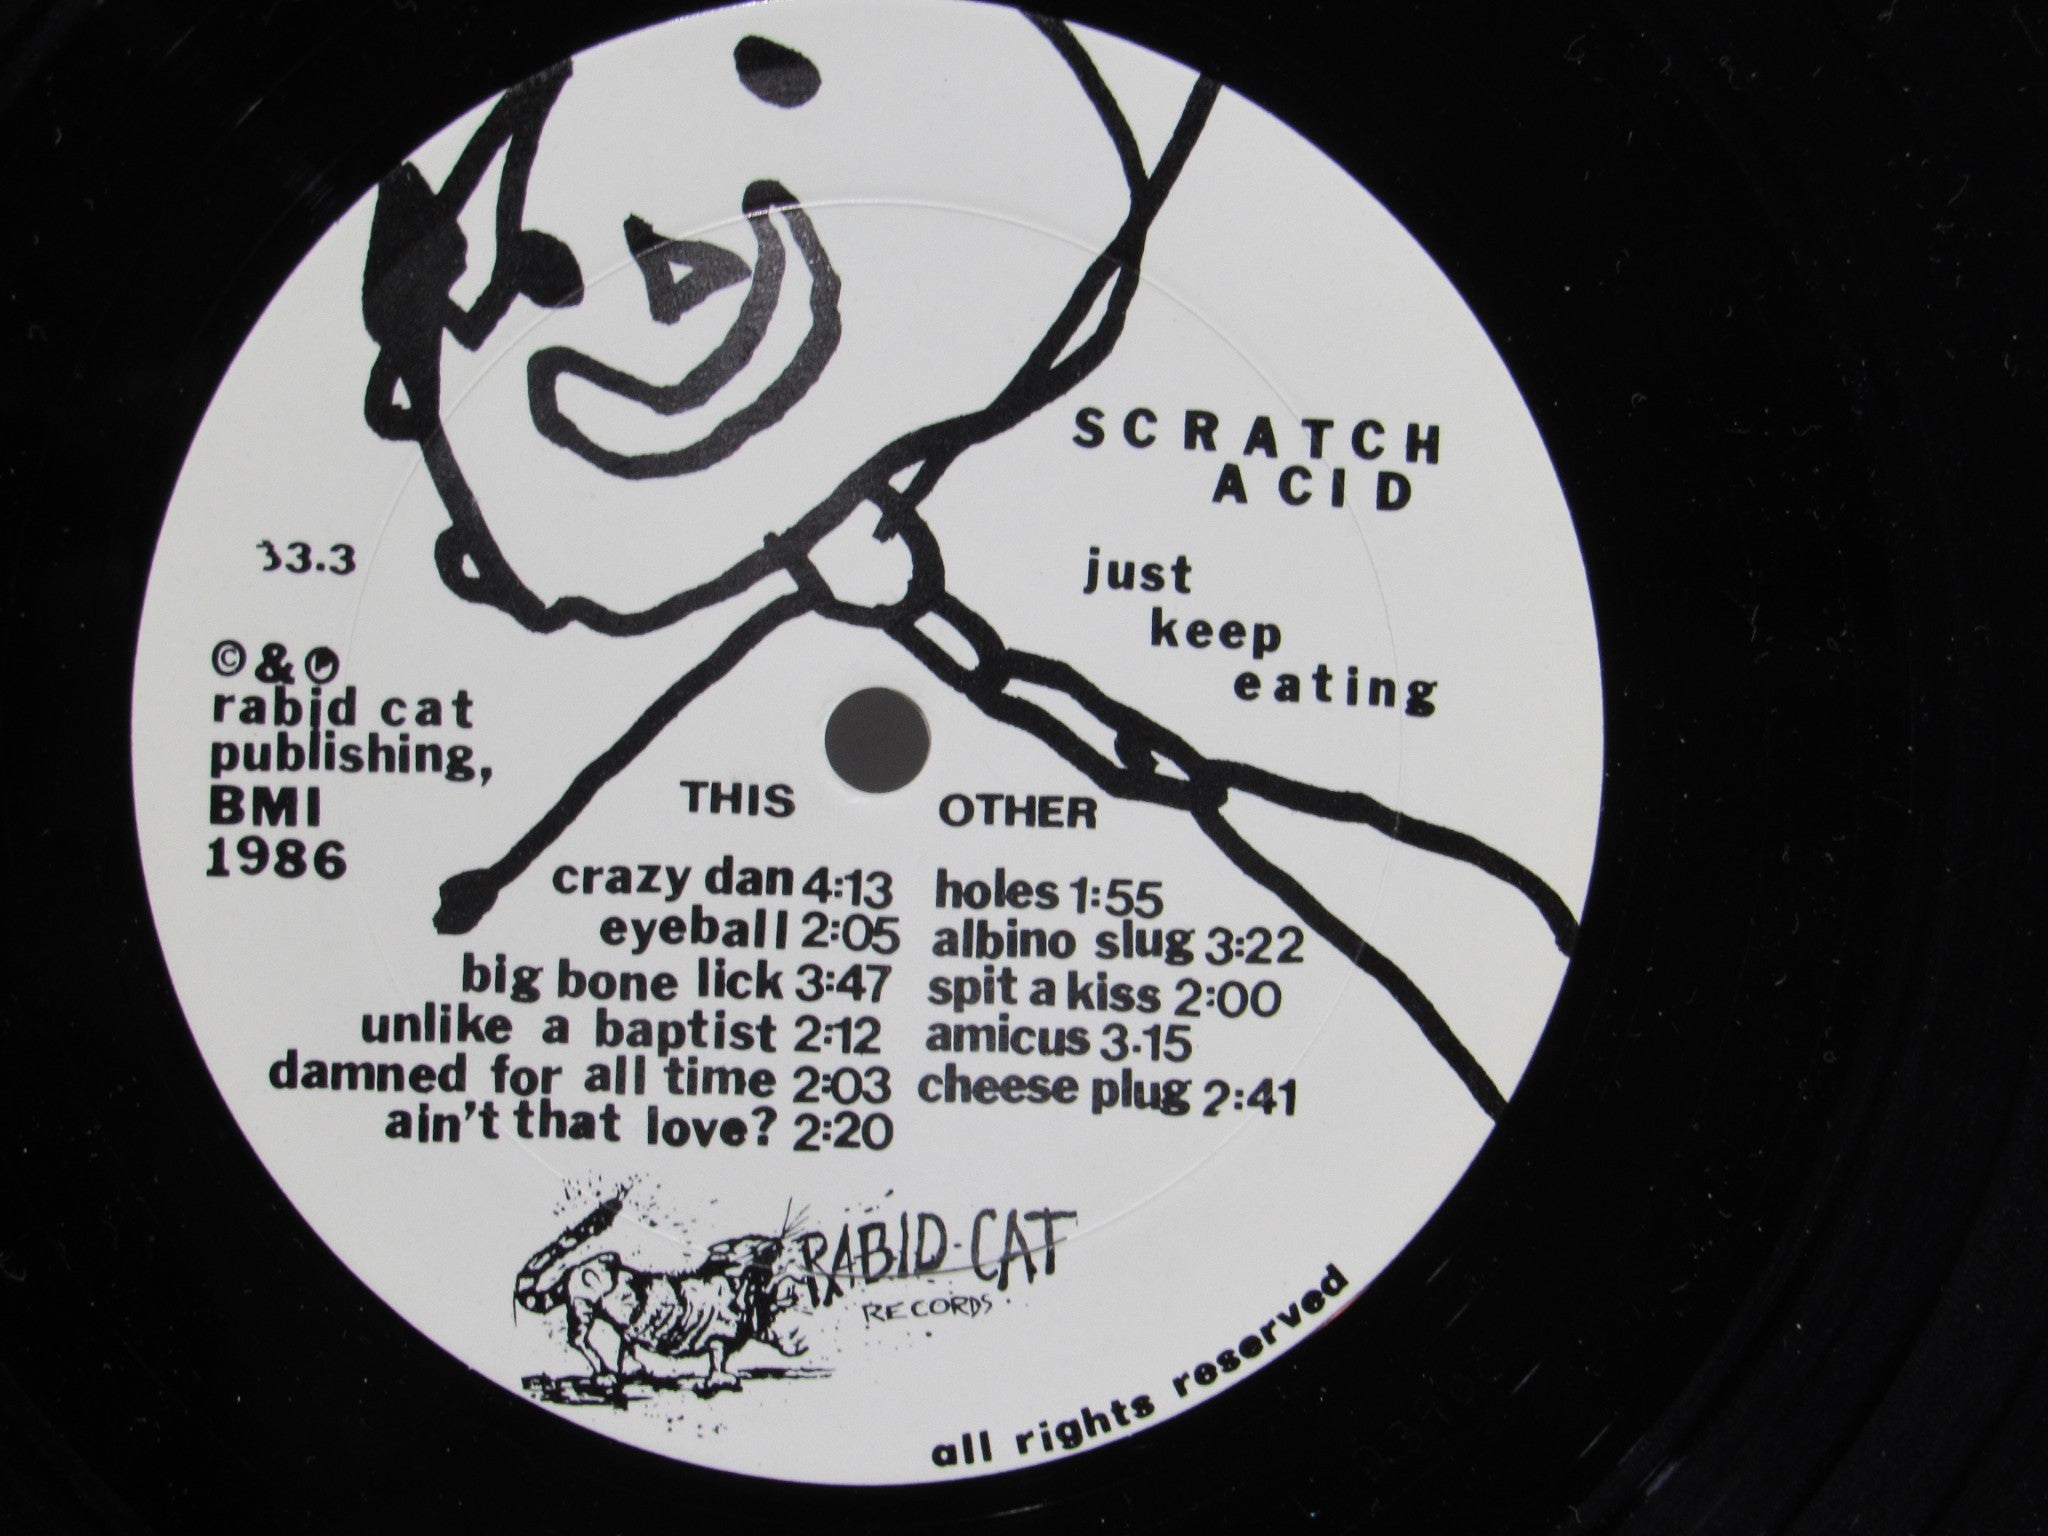 SCRATCH
ACID
just
keep
eating
33.3
© & ℗
rabid cat
publishing,
BMI
1986
THIS
crazy dan 4:13
eyeball 2:05
big bone lick 3:47
unlike a baptist 2:12
damned for all time 2:03
ain't that love? 2:20
OTHER
holes 1:55
albino slug 3:22
spit a kiss 2:00
amicus 3.15
cheese plug 2:41
RABID-CAT
RECORDS
all rights reserved